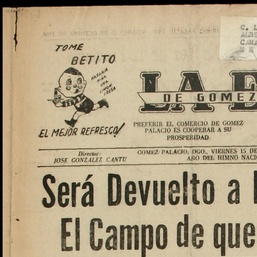 TOME
BETITO
EL MEJOR REFRESCO!
C. L
LA
DE GOMEZ
PREFERIR EL COMERCIO DE GOMEZ
PALACIO ES COOPERAR A SU
PROSPERIDAD
Director:
JOSE GONZALEZ CANTU
GOMEZ PALACIO, DGO., VIERNES 15 DE
AÑO DEL HIMNO NACI
Será Devuelto a
El Campo de que